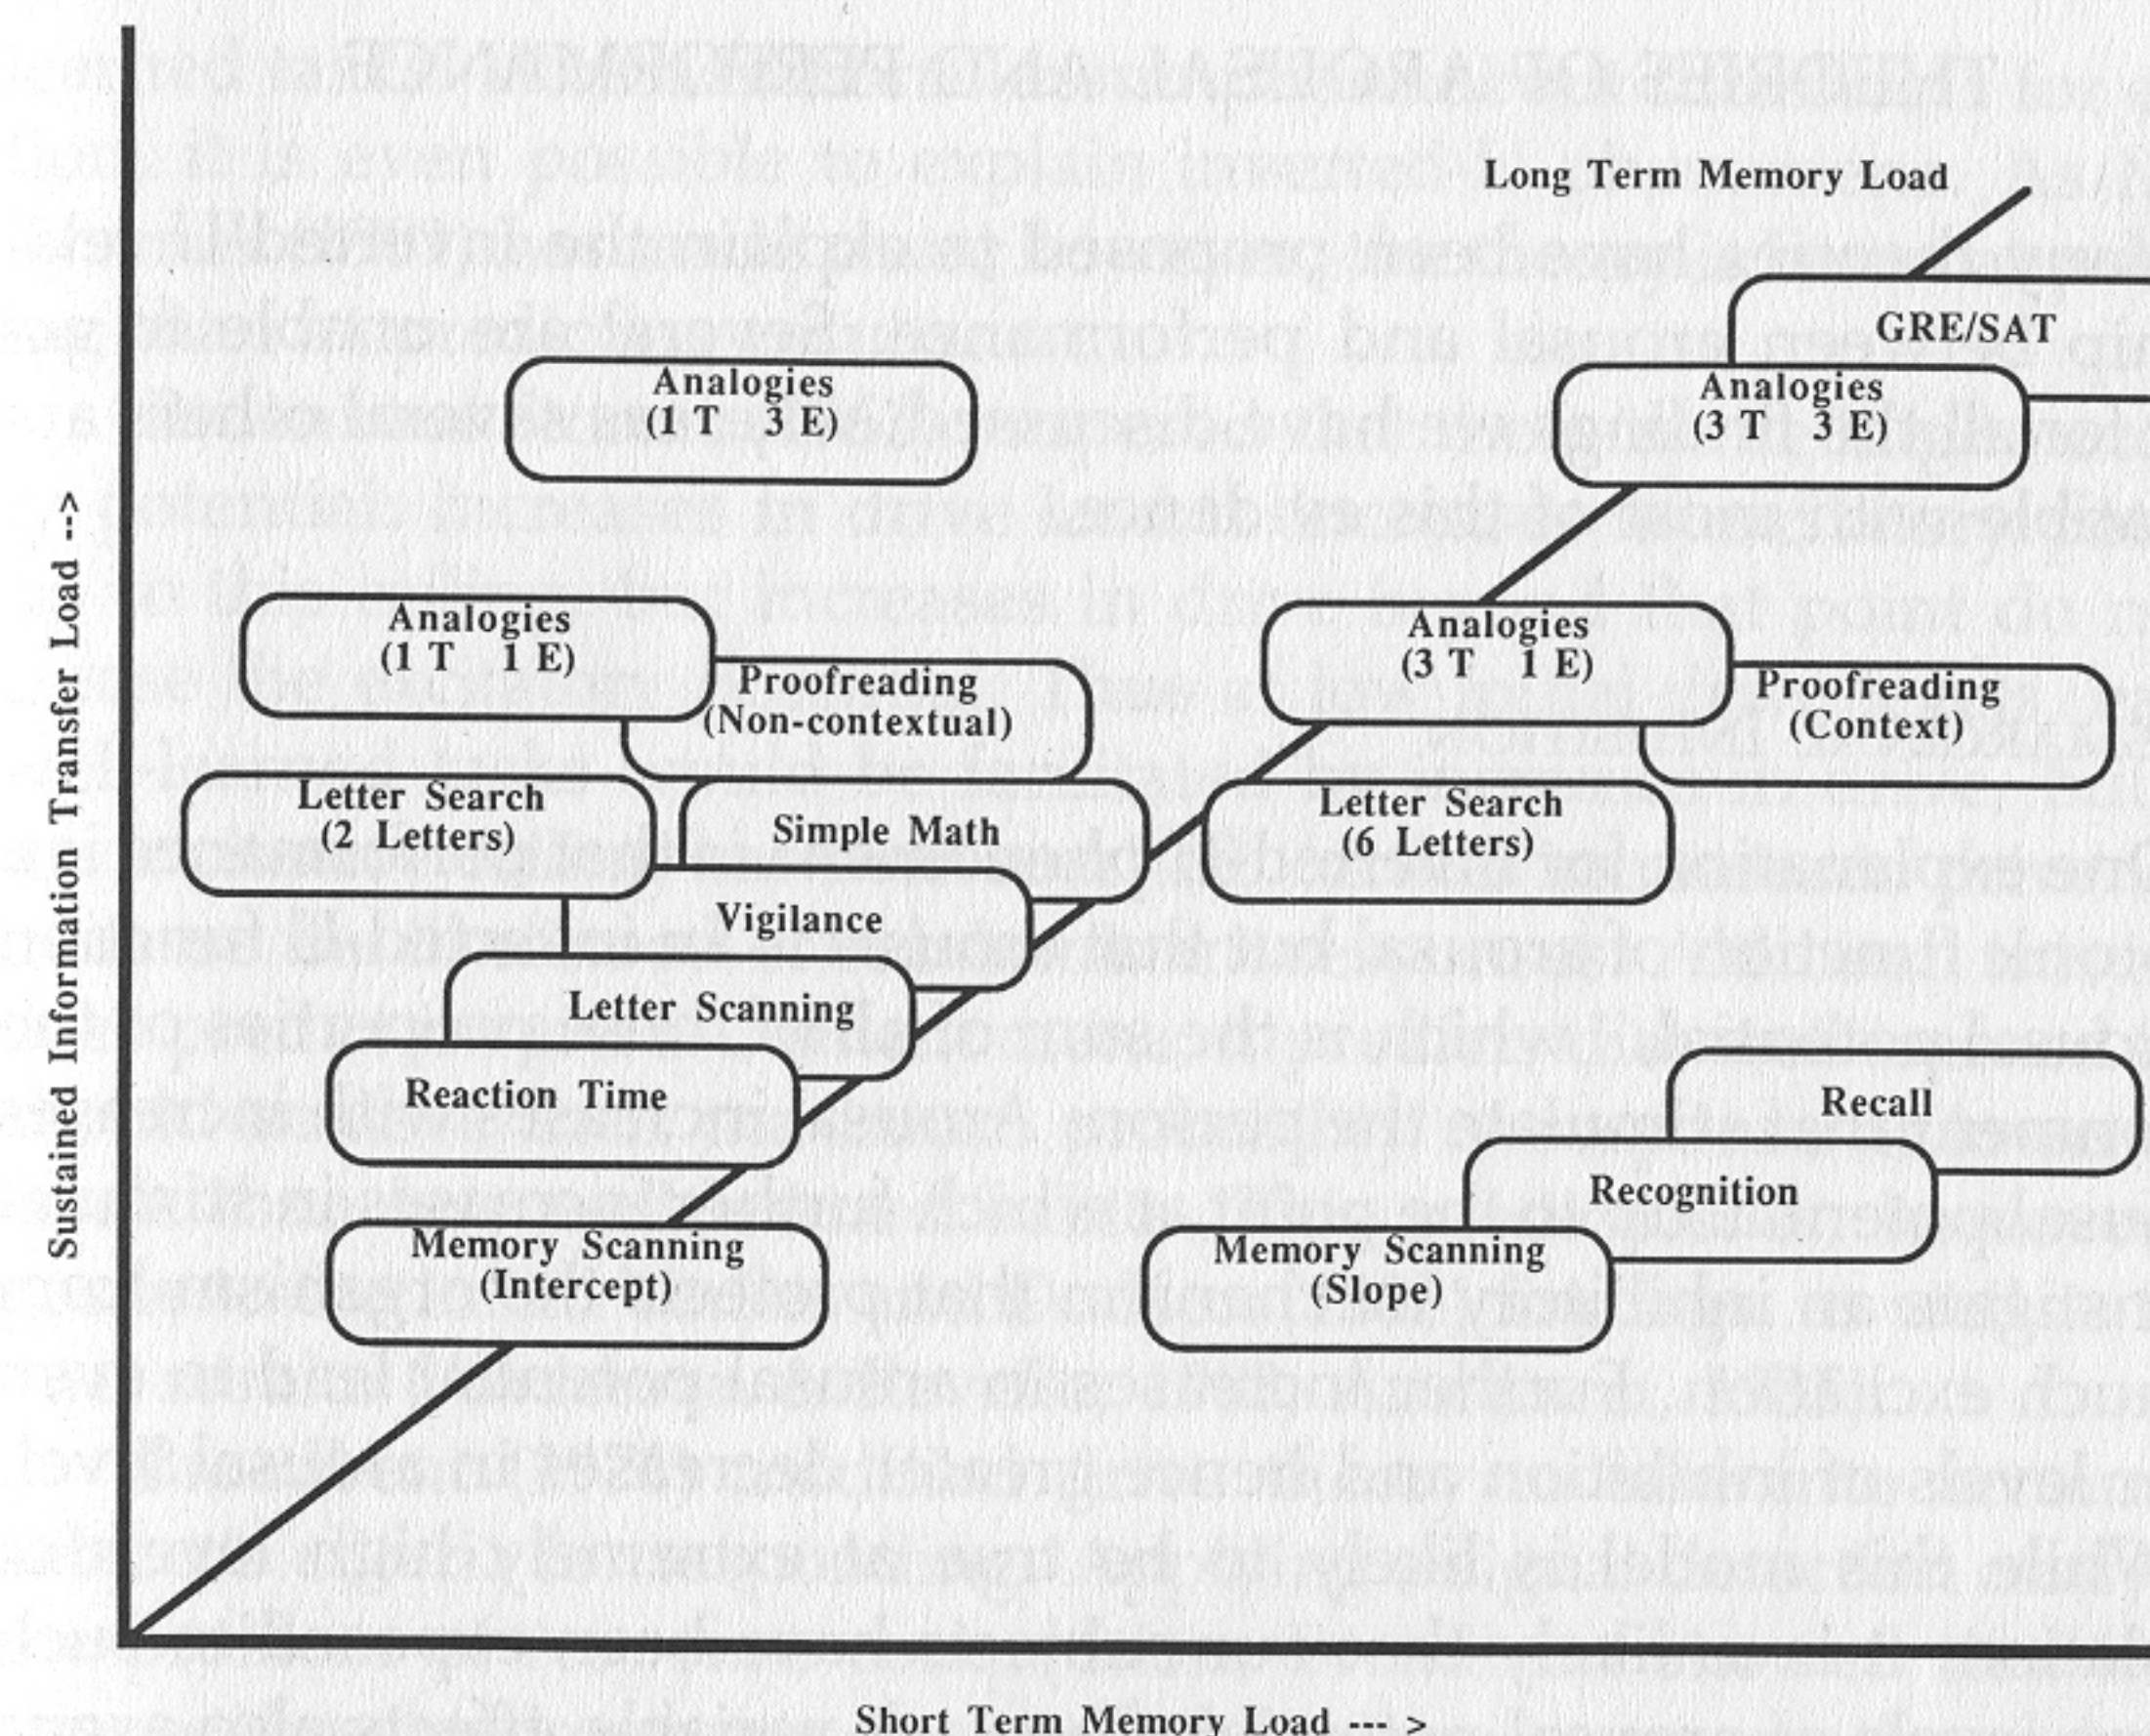 Long Term Memory Load
GRE/SAT
Analogies
(1 T 3 E)
Analogies
(3 T 3 E)
Sustained Information Transfer Load -->
Analogies
(1 T 1 E)
Proofreading
(Non-contextual)
Analogies
(3 T 1 E)
Proofreading
(Context)
Letter Search
(2 Letters)
Simple Math
Letter Search
(6 Letters)
Vigilance
Letter Scanning
Reaction Time
Recall
Recognition
Memory Scanning
(Intercept)
Memory Scanning
(Slope)
Short Term Memory Load --- >